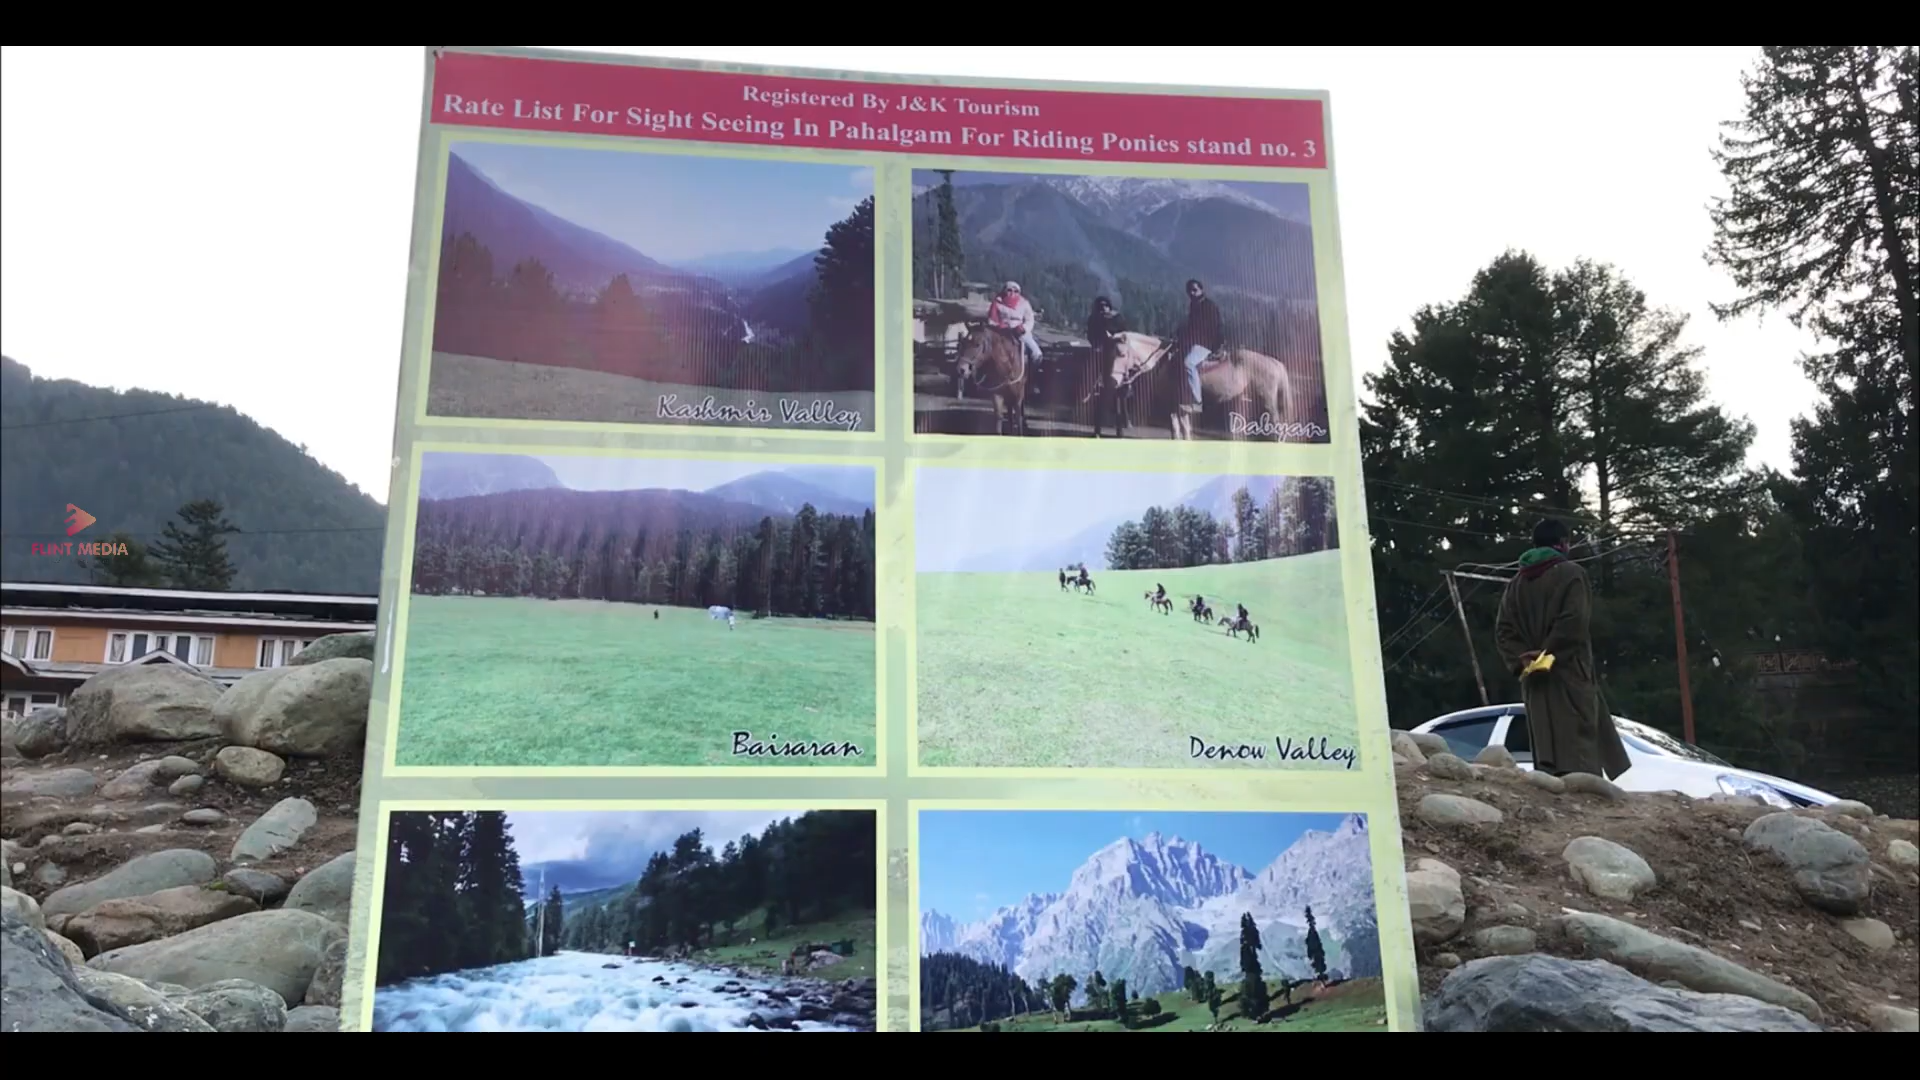 Registered By J&K Tourism
Rate List For Sight Seeing In Pahalgam For Riding Ponies stand no. 3
Kashmir Valley
Dabyan
Baisaran
Denow Valley
FLINT MEDIA